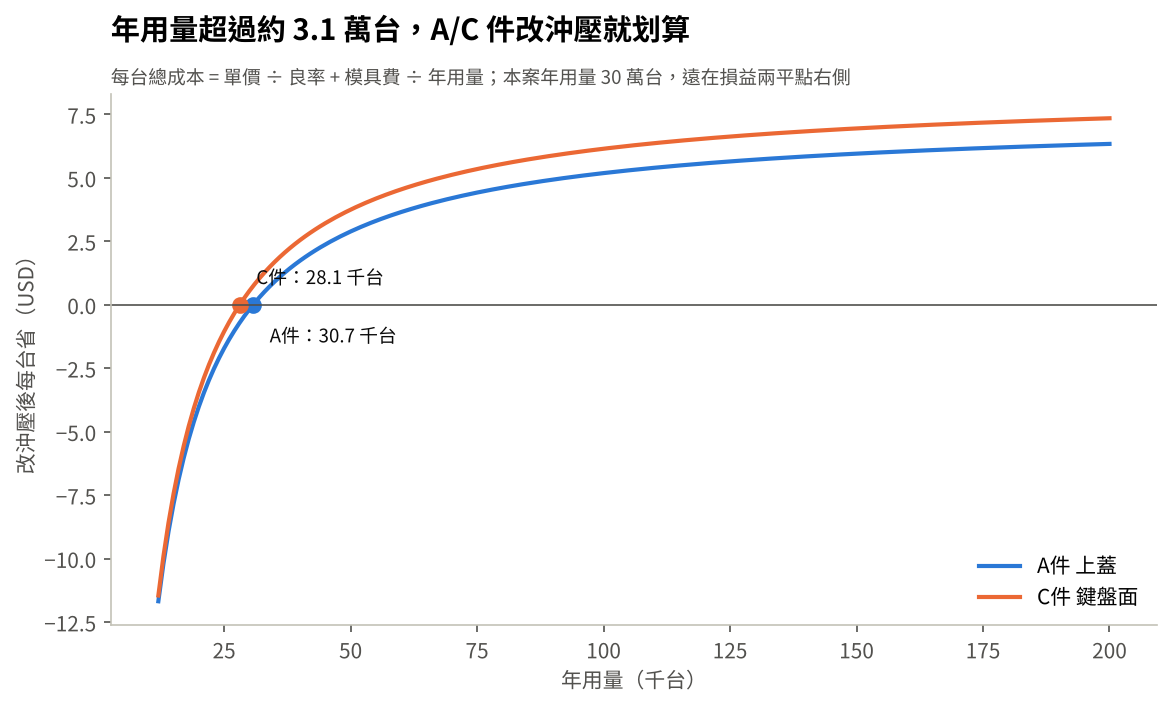 年用量超過約 3.1 萬台，A/C 件改沖壓就划算
每台總成本 = 單價 ÷ 良率 + 模具費 ÷ 年用量；本案年用量 30 萬台，遠在損益兩平點右側
改沖壓後每台省（USD）
7.5
5.0
2.5
0.0
−2.5
−5.0
−7.5
−10.0
−12.5
C件：28.1 千台
A件：30.7 千台
A件 上蓋
C件 鍵盤面
25 50 75 100 125 150 175 200
年用量（千台）